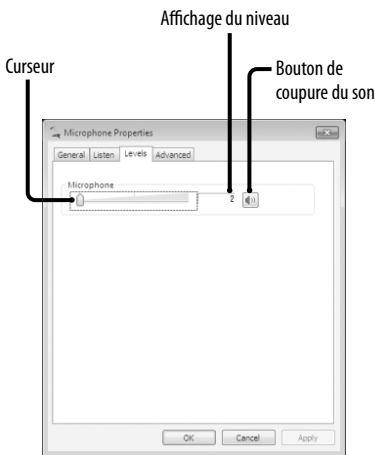 Affichage du niveau
Curseur
Bouton de
coupure du son
Microphone Properties
General Listen Levels Advanced
Microphone
2
OK Cancel Apply